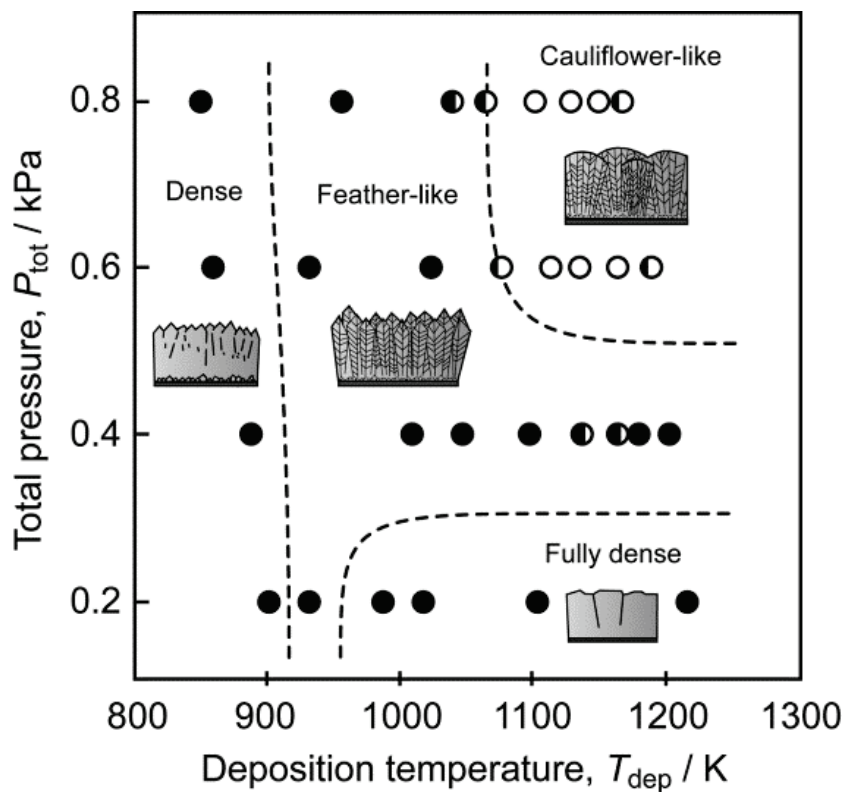 Cauliflower-like
0.8
Dense
Feather-like
0.6
0.4
Fully dense
0.2
Total pressure, Ptot / kPa
800 900 1000 1100 1200 1300
Deposition temperature, Tdep / K